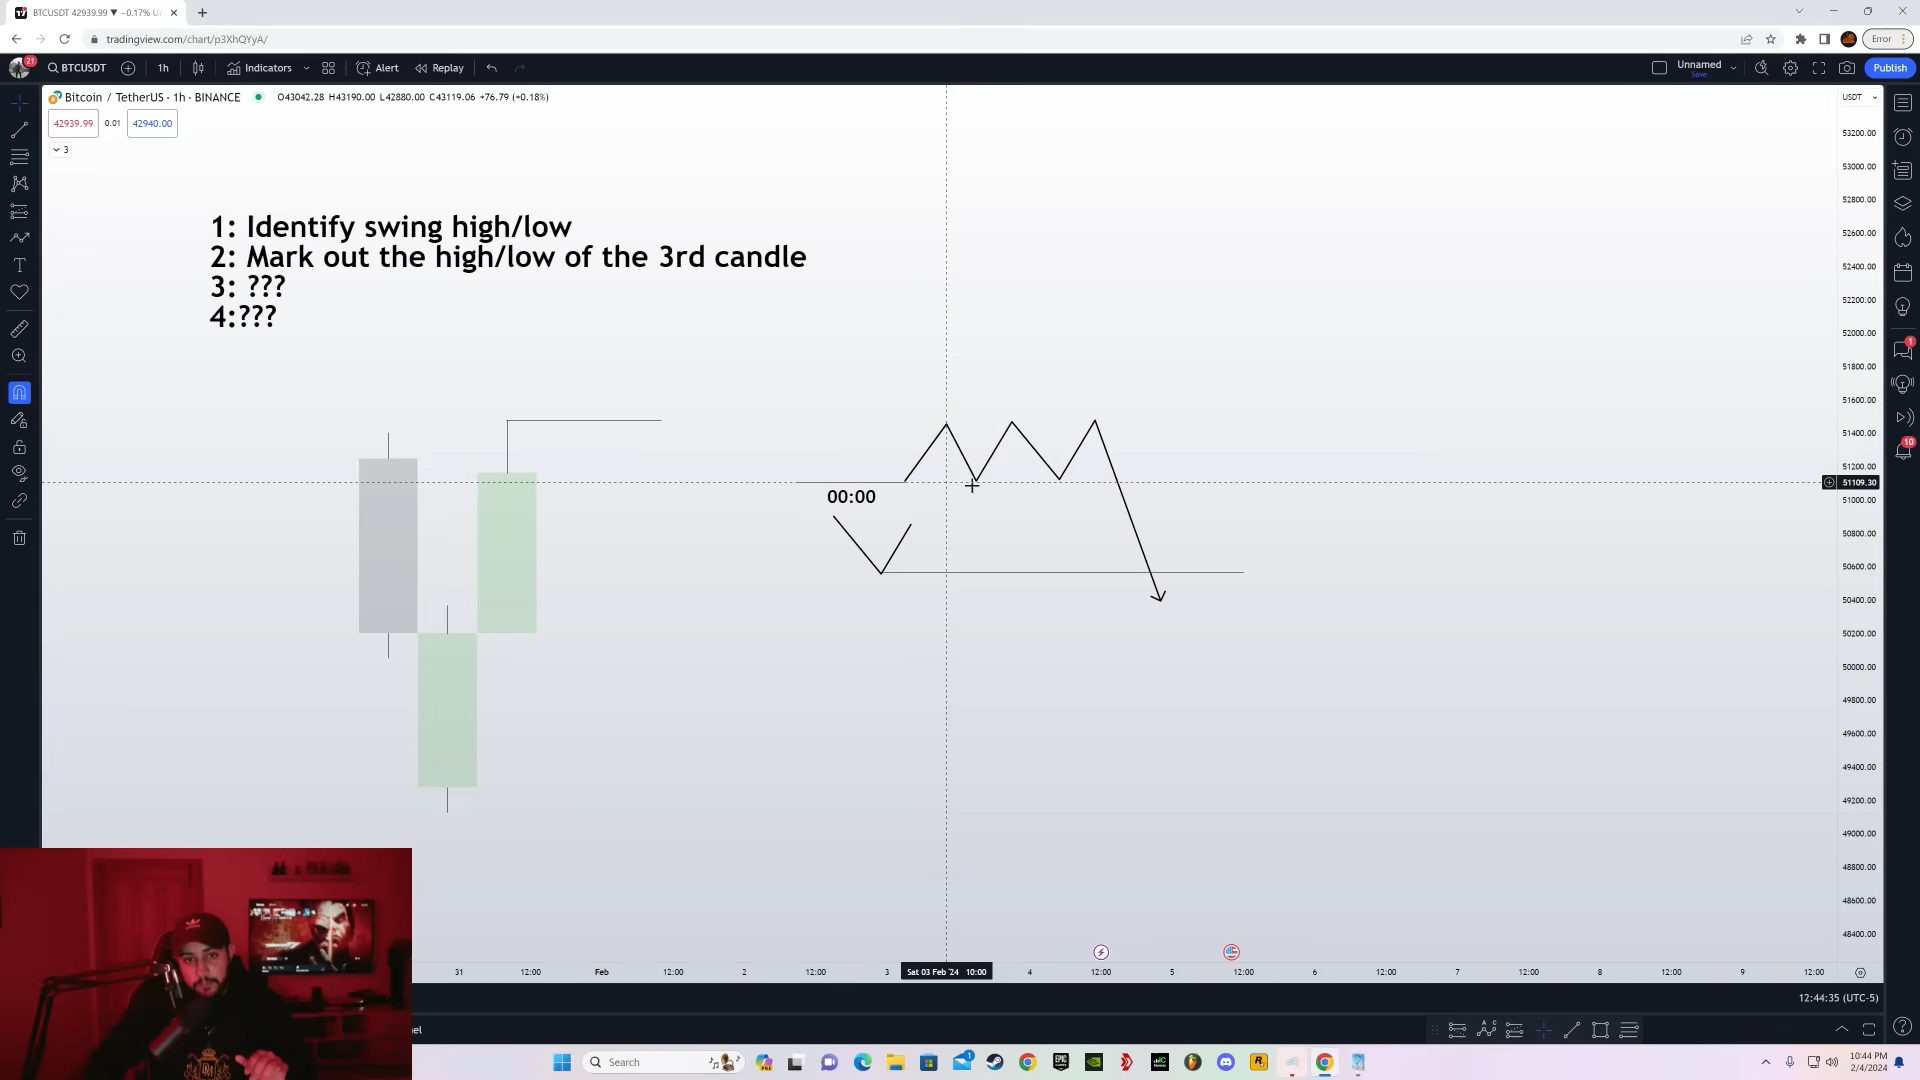 BTCUSDT 42939.99 ▼ −0.17% U
tradingview.com/chart/p3XhQYyA/
Error
21
BTCUSDT
1h
Indicators
Alert
Replay
Unnamed
Save
Publish
Bitcoin / TetherUS · 1h · BINANCE
O43042.28 H43190.00 L42880.00 C43119.06 +76.79 (+0.18%)
USDT
42939.99
0.01
42940.00
3
1: Identify swing high/low
2: Mark out the high/low of the 3rd candle
3: ???
4:???
00:00
53200.00
53000.00
52800.00
52600.00
52400.00
52200.00
52000.00
51800.00
51600.00
51400.00
51200.00
51109.30
51000.00
50800.00
50600.00
50400.00
50200.00
50000.00
49800.00
49600.00
49400.00
49200.00
49000.00
48800.00
48600.00
48400.00
1
10
31
12:00
Feb
12:00
2
12:00
3
Sat 03 Feb '24 10:00
4
12:00
5
12:00
6
12:00
7
12:00
8
12:00
9
12:00
12:44:35 (UTC-5)
el
Search
10:44 PM
2/4/2024